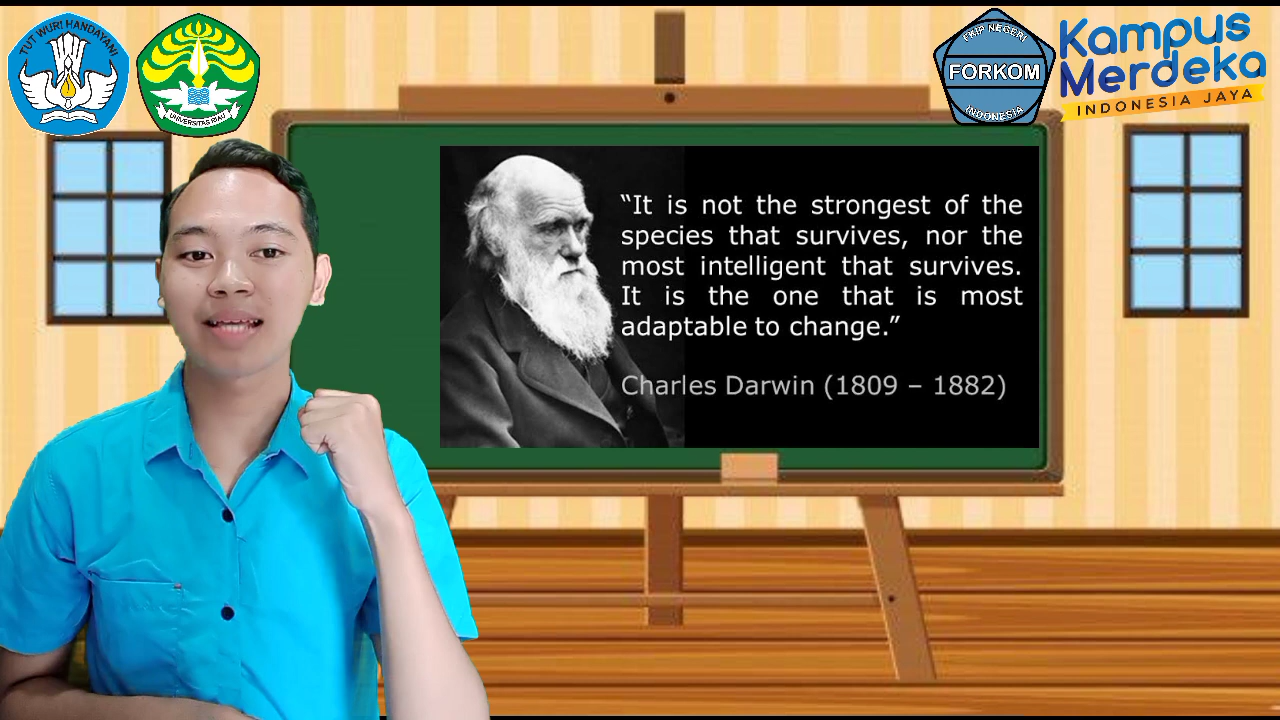 TUT WURI HANDAYANI
UNIVERSITAS RIAU
FKIP NEGERI
FORKOM
INDONESIA
Kampus
Merdeka
INDONESIA JAYA
“It is not the strongest of the
species that survives, nor the
most intelligent that survives.
It is the one that is most
adaptable to change.”
Charles Darwin (1809 – 1882)